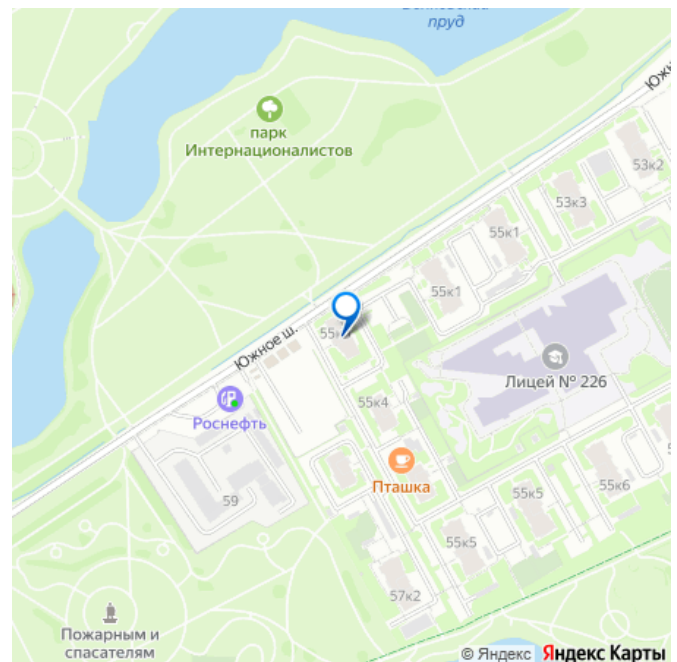 пруд
парк
Интернационалистов
Южн
53к2
53к3
55к1
55к1
Южное ш.
Лицей № 226
55к4
Роснефть
Пташка
55к5
55к6
59
55к5
57к2
Пожарным и
спасателям
© Яндекс Яндекс Карты